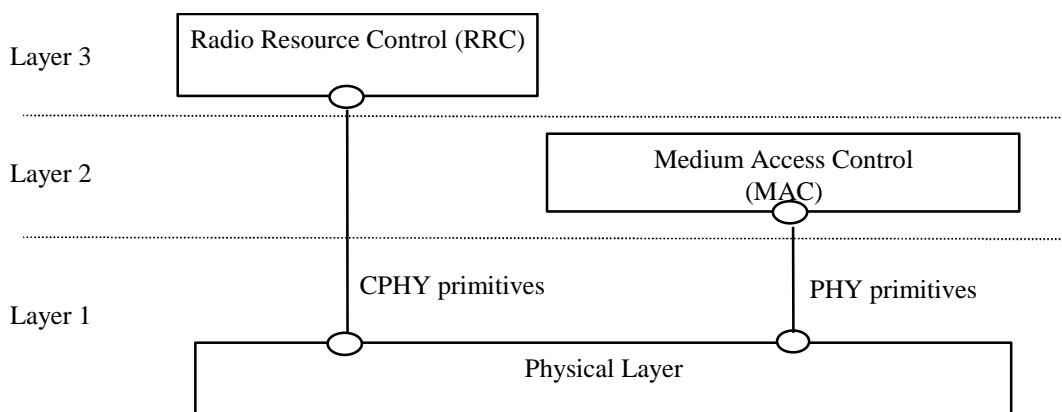 Radio Resource Control (RRC)
Layer 3
Medium Access Control
(MAC)
Layer 2
CPHY primitives
PHY primitives
Layer 1
Physical Layer